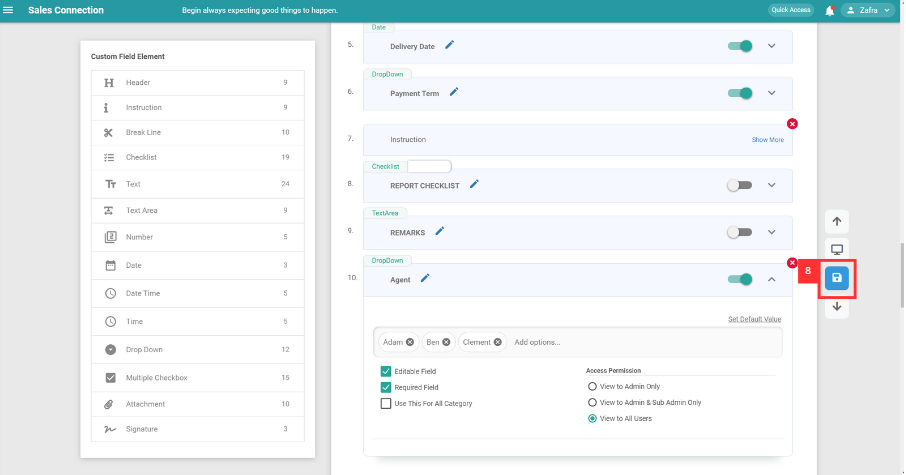 Sales Connection
Begin always expecting good things to happen.
Quick Access
Zafra
Custom Field Element
Header 9
Instruction 9
Break Line 10
Checklist 19
Text 24
Text Area 9
Number 5
Date 3
Date Time 5
Time 5
Drop Down 12
Multiple Checkbox 15
Attachment 10
Signature 3
Date
5. Delivery Date
DropDown
6. Payment Term
7. Instruction Show More
Checklist
8. REPORT CHECKLIST
TextArea
9. REMARKS
DropDown
10. Agent
Set Default Value
Adam Ben Clement Add options...
Editable Field
Required Field
Use This For All Category
Access Permission
View to Admin Only
View to Admin & Sub Admin Only
View to All Users
8